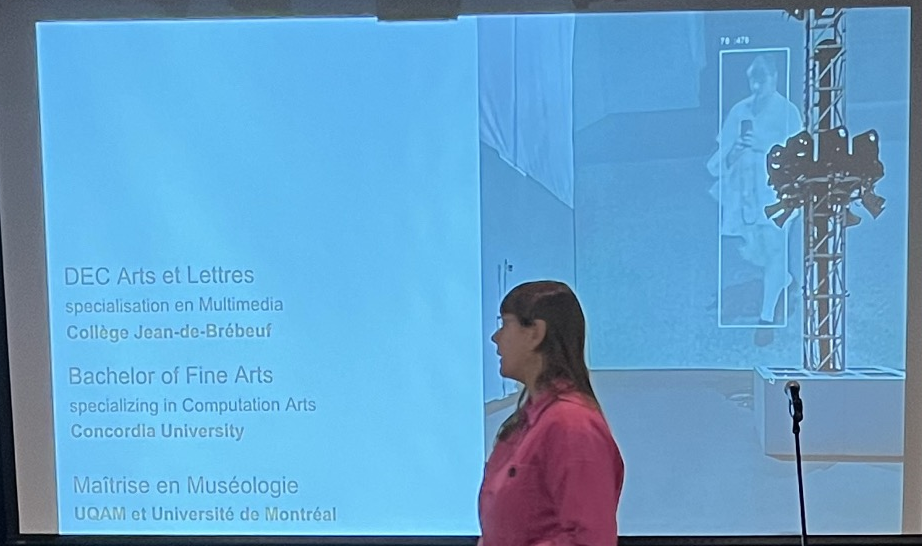 DEC Arts et Lettres
specialisation en Multimedia
Collège Jean-de-Brébeuf
Bachelor of Fine Arts
specializing in Computation Arts
Concordia University
Maîtrise en Muséologie
UQAM et Université de Montréal